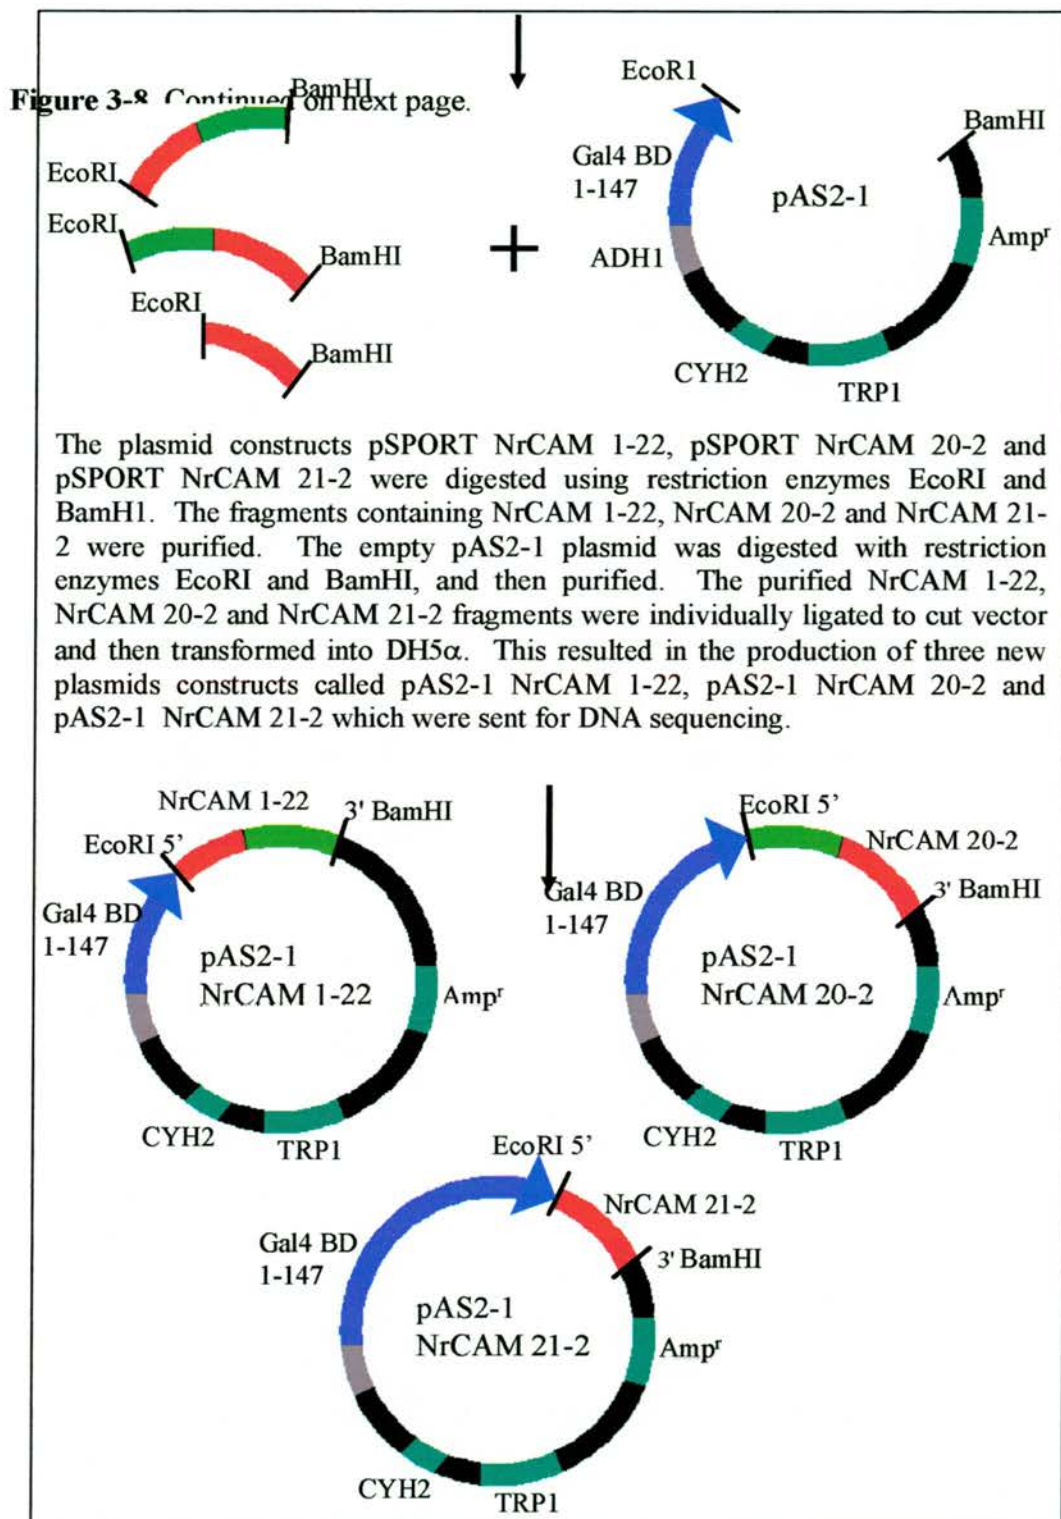 Figure 3-8 Continued on next page.
BamHI
EcoRI
EcoRI
BamHI
EcoRI
BamHI
EcoR1
BamHI
Gal4 BD
1-147
pAS2-1
Ampʳ
ADH1
CYH2
TRP1
The plasmid constructs pSPORT NrCAM 1-22, pSPORT NrCAM 20-2 and
pSPORT NrCAM 21-2 were digested using restriction enzymes EcoRI and
BamH1. The fragments containing NrCAM 1-22, NrCAM 20-2 and NrCAM 21-
2 were purified. The empty pAS2-1 plasmid was digested with restriction
enzymes EcoRI and BamHI, and then purified. The purified NrCAM 1-22,
NrCAM 20-2 and NrCAM 21-2 fragments were individually ligated to cut vector
and then transformed into DH5α. This resulted in the production of three new
plasmids constructs called pAS2-1 NrCAM 1-22, pAS2-1 NrCAM 20-2 and
pAS2-1 NrCAM 21-2 which were sent for DNA sequencing.
NrCAM 1-22
3' BamHI
EcoRI 5'
Gal4 BD
1-147
pAS2-1
NrCAM 1-22
Ampʳ
CYH2
TRP1
EcoRI 5'
NrCAM 20-2
3' BamHI
Gal4 BD
1-147
pAS2-1
NrCAM 20-2
Ampʳ
CYH2
TRP1
EcoRI 5'
NrCAM 21-2
3' BamHI
Gal4 BD
1-147
pAS2-1
NrCAM 21-2
Ampʳ
CYH2
TRP1